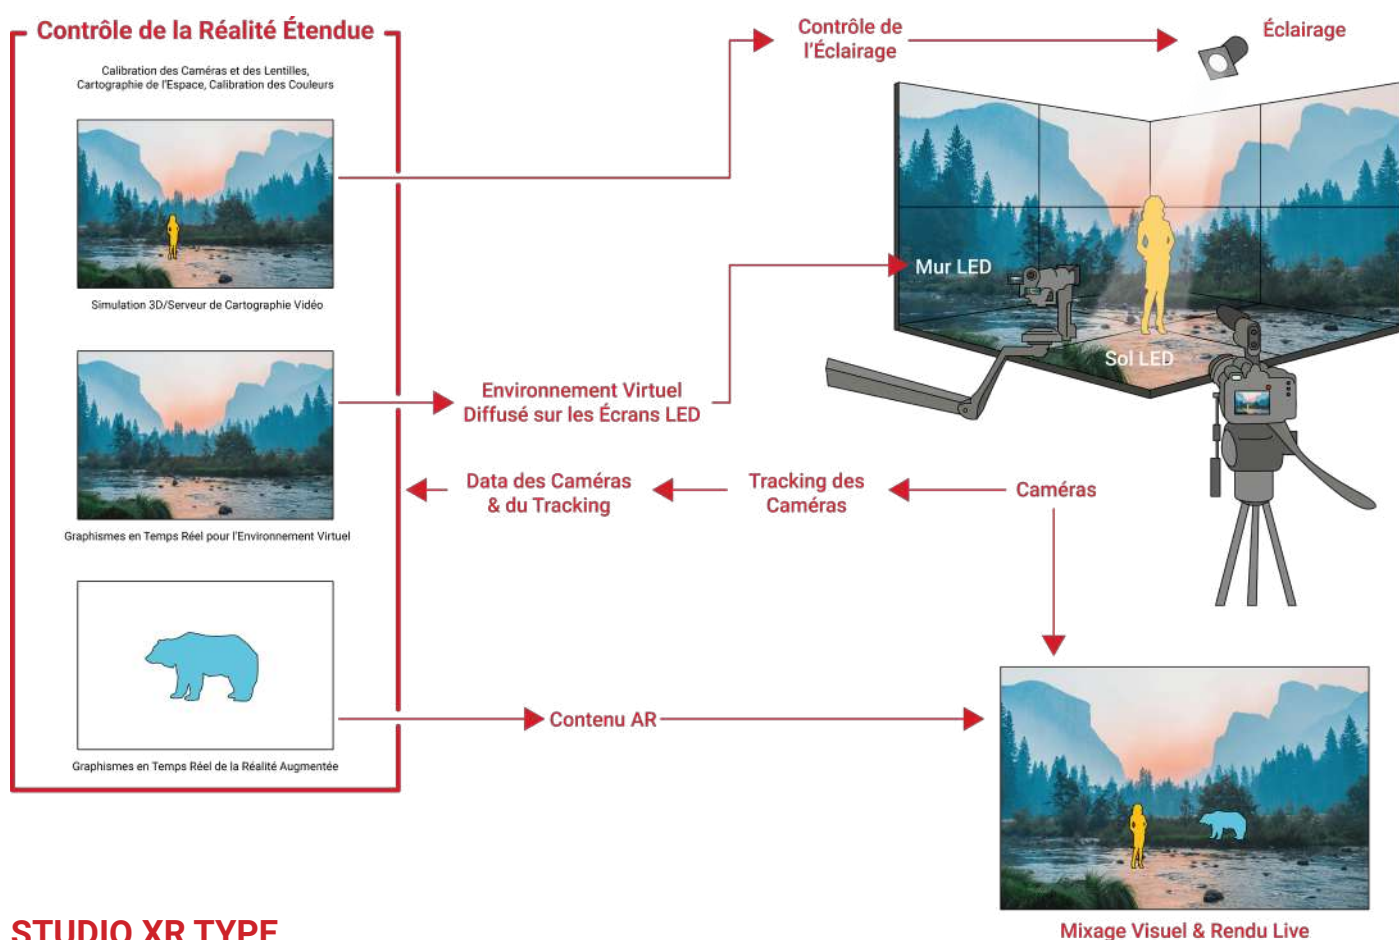 Contrôle de la Réalité Étendue
Calibration des Caméras et des Lentilles,
Cartographie de l'Espace, Calibration des Couleurs
Simulation 3D/Serveur de Cartographie Vidéo
Graphismes en Temps Réel pour l'Environnement Virtuel
Graphismes en Temps Réel de la Réalité Augmentée
Contrôle de
l'Éclairage
Éclairage
Mur LED
Sol LED
Environnement Virtuel
Diffusé sur les Écrans LED
Data des Caméras
& du Tracking
Tracking des
Caméras
Caméras
Contenu AR
Mixage Visuel & Rendu Live
STUDIO XR TYPE